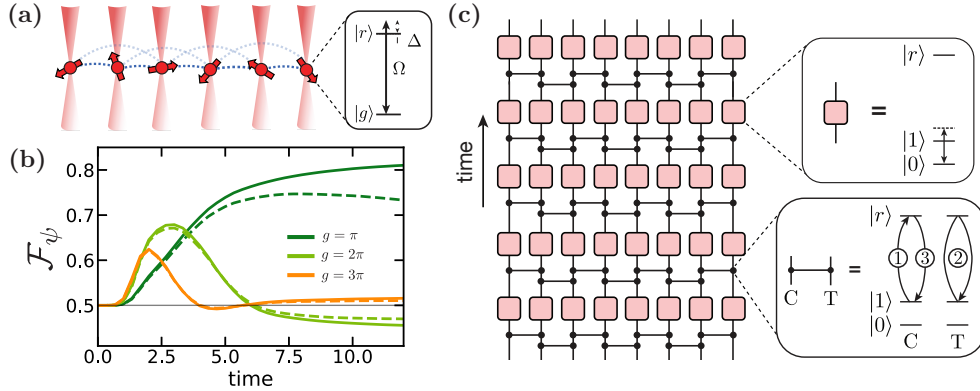 (a)
|r⟩
Δ
Ω
|g⟩
(b)
0.8
0.7
0.6
0.5
ℱψ
g = π
g = 2π
g = 3π
0.0
2.5
5.0
7.5
10.0
time
(c)
time
|r⟩
=
|1⟩
|0⟩
|r⟩
1
3
2
C
T
=
|1⟩
|0⟩
C
T